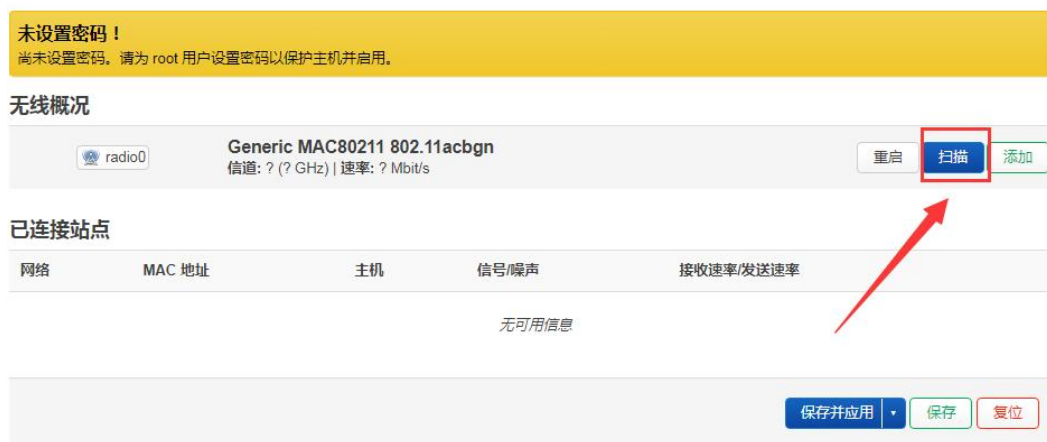 未设置密码！
尚未设置密码。请为 root 用户设置密码以保护主机并启用。
无线概况
radio0
Generic MAC80211 802.11acbgn
信道: ? (? GHz) | 速率: ? Mbit/s
重启 扫描 添加
已连接站点
网络 MAC 地址 主机 信号/噪声 接收速率/发送速率
无可用信息
保存并应用 保存 复位